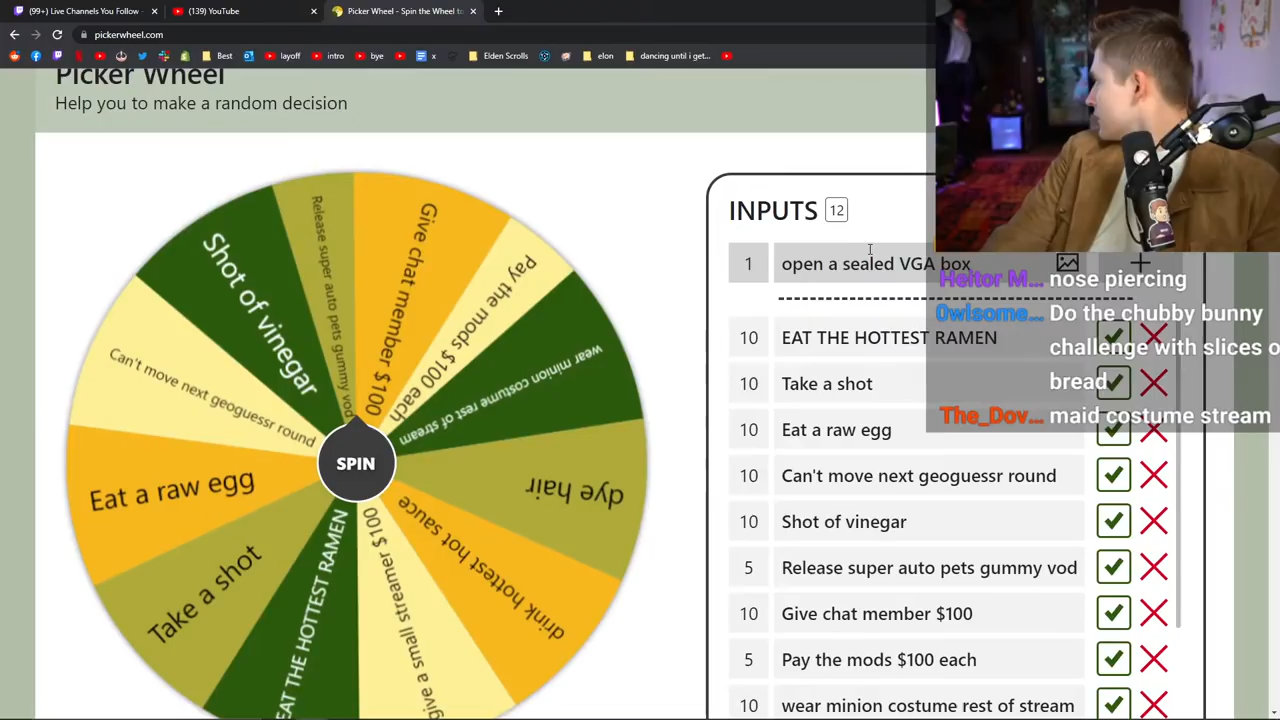 (99+) Live Channels You Follow -
(139) YouTube
Picker Wheel - Spin the Wheel to
pickerwheel.com
Best
layoff
intro
bye
x
Elden Scrolls
elon
dancing until i get...
Picker Wheel
Help you to make a random decision
Release super auto pets gummy vod
Give chat member $100
Pay the mods $100 each
wear minion costume rest of stream
dye hair
drink hottest hot sauce
give a small streamer $100
EAT THE HOTTEST RAMEN
Take a shot
Eat a raw egg
Can't move next geoguessr round
Shot of vinegar
SPIN
INPUTS 12
1 open a sealed VGA box
10 EAT THE HOTTEST RAMEN
10 Take a shot
10 Eat a raw egg
10 Can't move next geoguessr round
10 Shot of vinegar
5 Release super auto pets gummy vod
10 Give chat member $100
5 Pay the mods $100 each
10 wear minion costume rest of stream
Heitor M... nose piercing
0wlsome... Do the chubby bunny
challenge with slices o
bread
The_Dov... maid costume stream